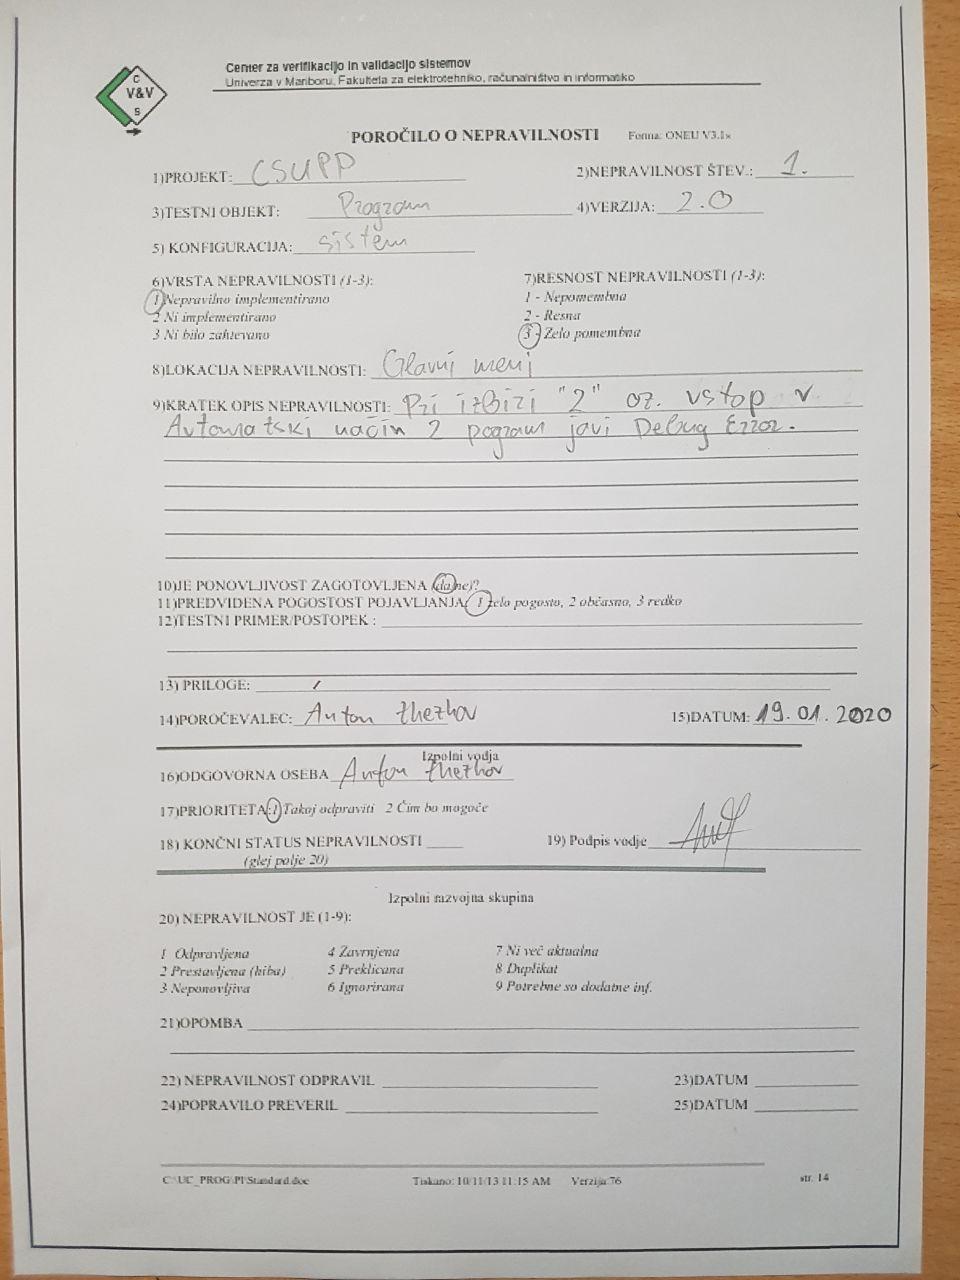 C
V&V
S
Center za verifikacijo in validacijo sistemov
Univerza v Mariboru, Fakulteta za elektrotehniko, računalništvo in informatiko
POROČILO O NEPRAVILNOSTI Forma: ONEU V3.1x
1)PROJEKT: CSUPP 2)NEPRAVILNOST ŠTEV.: 1.
3)TESTNI OBJEKT: Program 4)VERZIJA: 2.0
5) KONFIGURACIJA: sistem
6)VRSTA NEPRAVILNOSTI (1-3): 7)RESNOST NEPRAVILNOSTI (1-3):
1 Nepravilno implementirano 1 - Nepomembna
2 Ni implementirano 2 - Resna
3 Ni bilo zahtevano 3 - Zelo pomembna
8)LOKACIJA NEPRAVILNOSTI: Glavni meni
9)KRATEK OPIS NEPRAVILNOSTI: Pri izbiri "2" oz. vstop v
Avtomatski način 2 pogram javi Debug Error.
10)JE PONOVLJIVOST ZAGOTOVLJENA (da/ne)?
11)PREDVIDENA POGOSTOST POJAVLJANJA: 1 zelo pogosto, 2 občasno, 3 redko
12)TESTNI PRIMER/POSTOPEK :
13) PRILOGE: /
14)POROČEVALEC: Anton 15)DATUM: 19.01.2020
Izpolni vodja
16)ODGOVORNA OSEBA Anton
17)PRIORITETA:1 Takoj odpraviti 2 Čim bo mogoče
18) KONČNI STATUS NEPRAVILNOSTI 19) Podpis vodje
(glej polje 20)
Izpolni razvojna skupina
20) NEPRAVILNOST JE (1-9):
1 Odpravljena 4 Zavrnjena 7 Ni več aktualna
2 Prestavljena (hiba) 5 Preklicana 8 Duplikat
3 Neponovljiva 6 Ignorirana 9 Potrebne so dodatne inf.
21)OPOMBA
22) NEPRAVILNOST ODPRAVIL 23)DATUM
24)POPRAVILO PREVERIL 25)DATUM
C:\UC_PROG\PI\Standard.doc Tiskano: 10/11/13 11:15 AM Verzija:76 str. 14